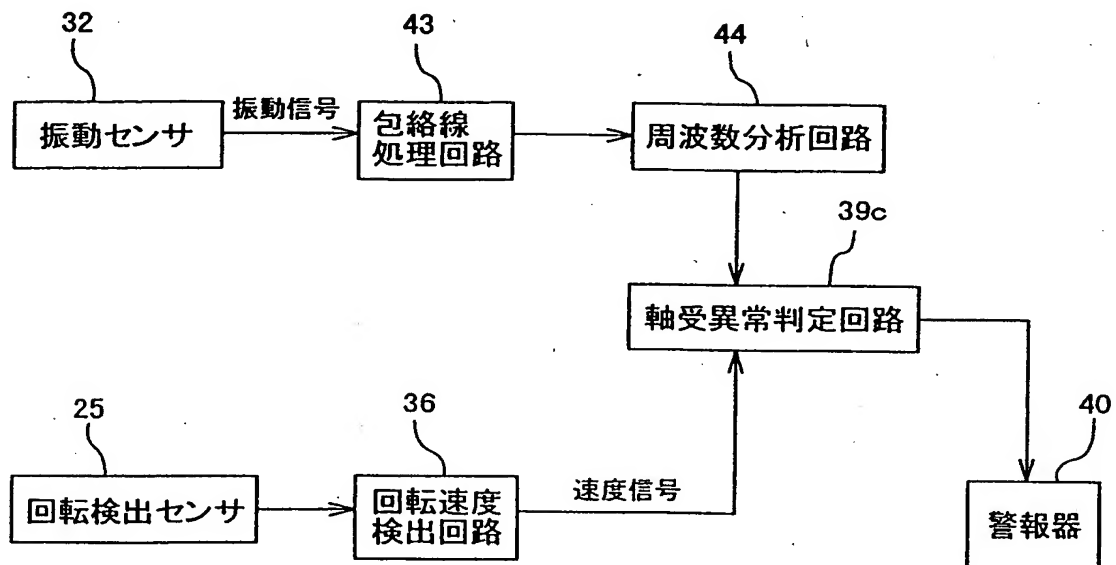 32
43
44
振動センサ
振動信号
包絡線
処理回路
周波数分析回路
39c
軸受異常判定回路
25
36
40
回転検出センサ
回転速度
検出回路
速度信号
警報器